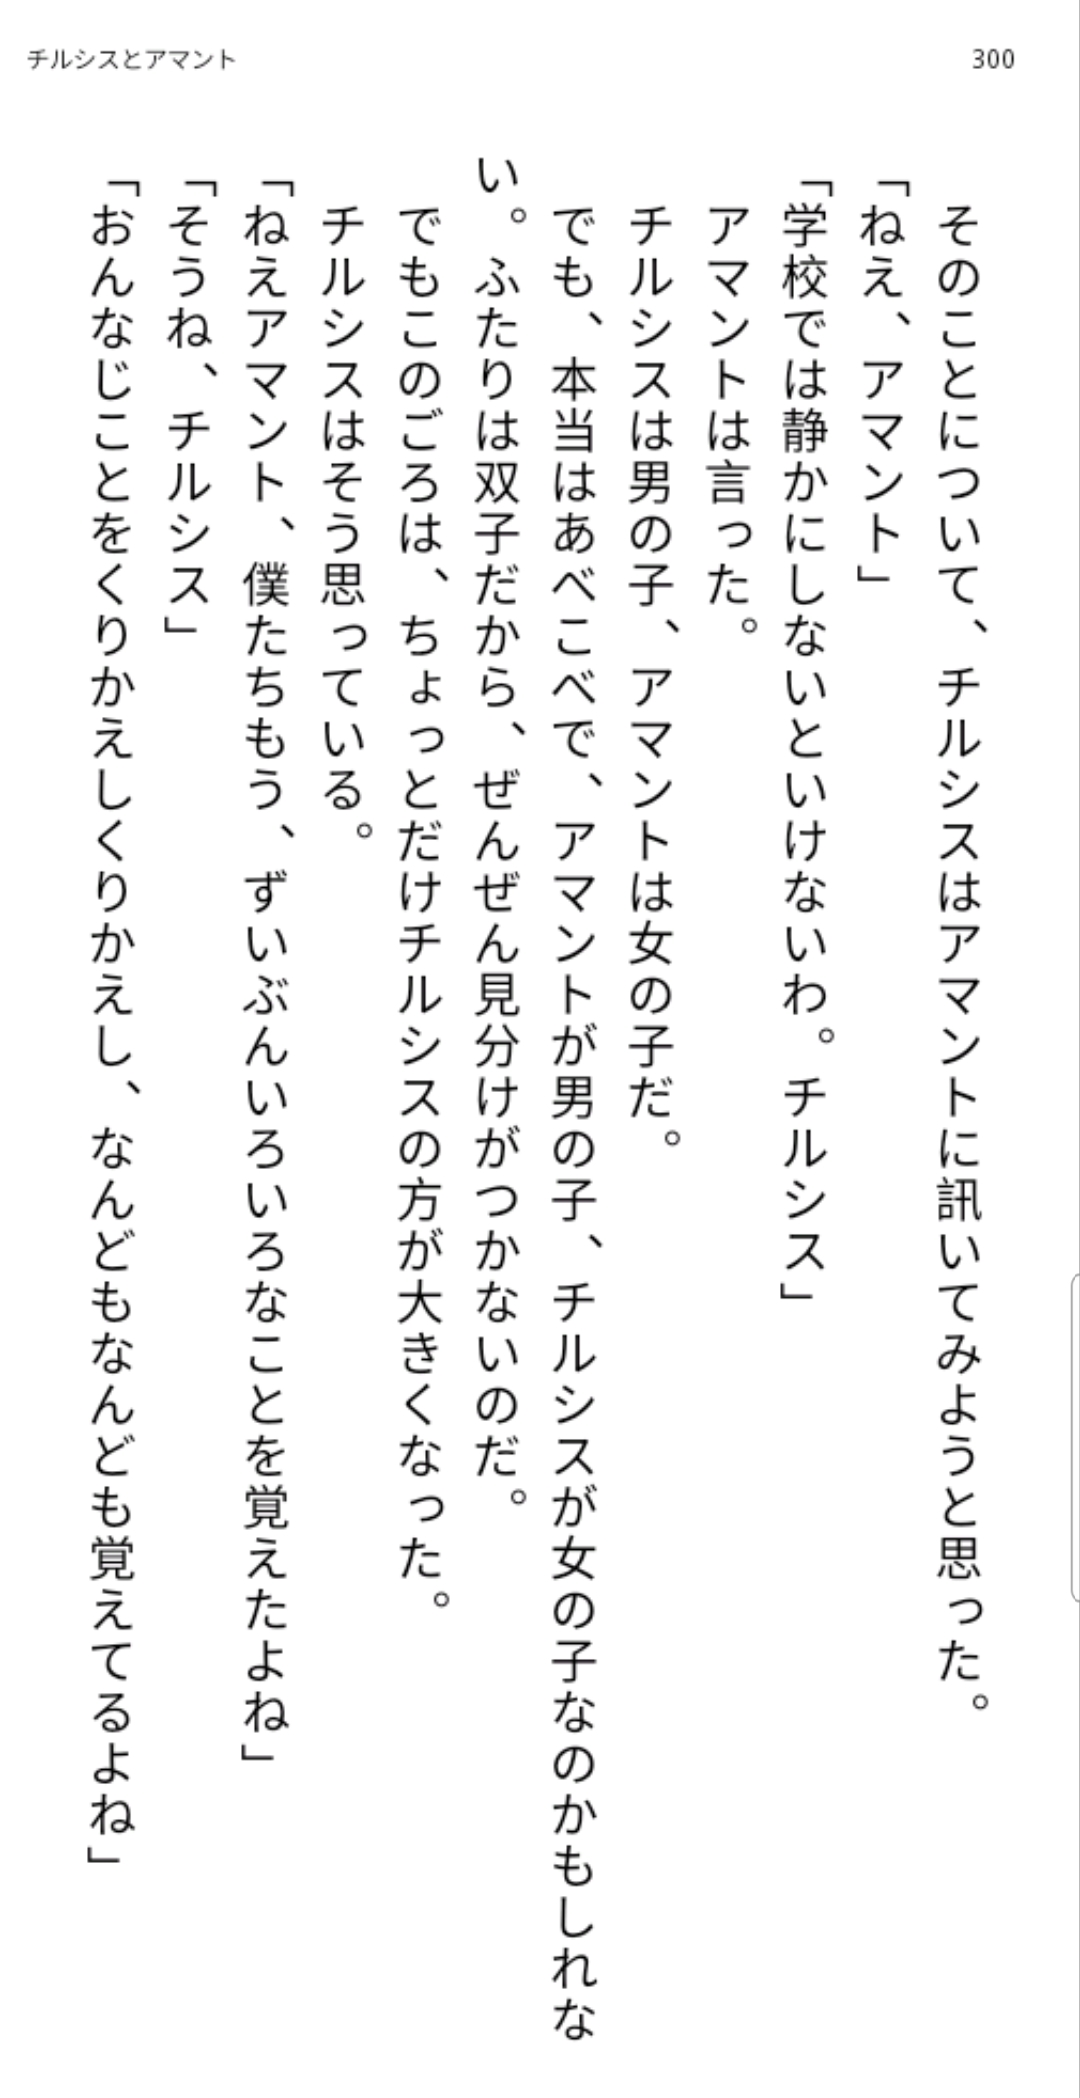 チルシスとアマント
300
そのことについて、チルシスはアマントに訊いてみようと思った。
「ねえ、アマント」
「学校では静かにしないといけないわ。チルシス」
アマントは言った。
チルシスは男の子、アマントは女の子だ。
でも、本当はあべこべで、アマントが男の子、チルシスが女の子なのかもしれな
い。ふたりは双子だから、ぜんぜん見分けがつかないのだ。
でもこのごろは、ちょっとだけチルシスの方が大きくなった。
チルシスはそう思っている。
「ねえアマント、僕たちもう、ずいぶんいろいろなことを覚えたよね」
「そうね、チルシス」
「おんなじことをくりかえしくりかえし、なんどもなんども覚えてるよね」